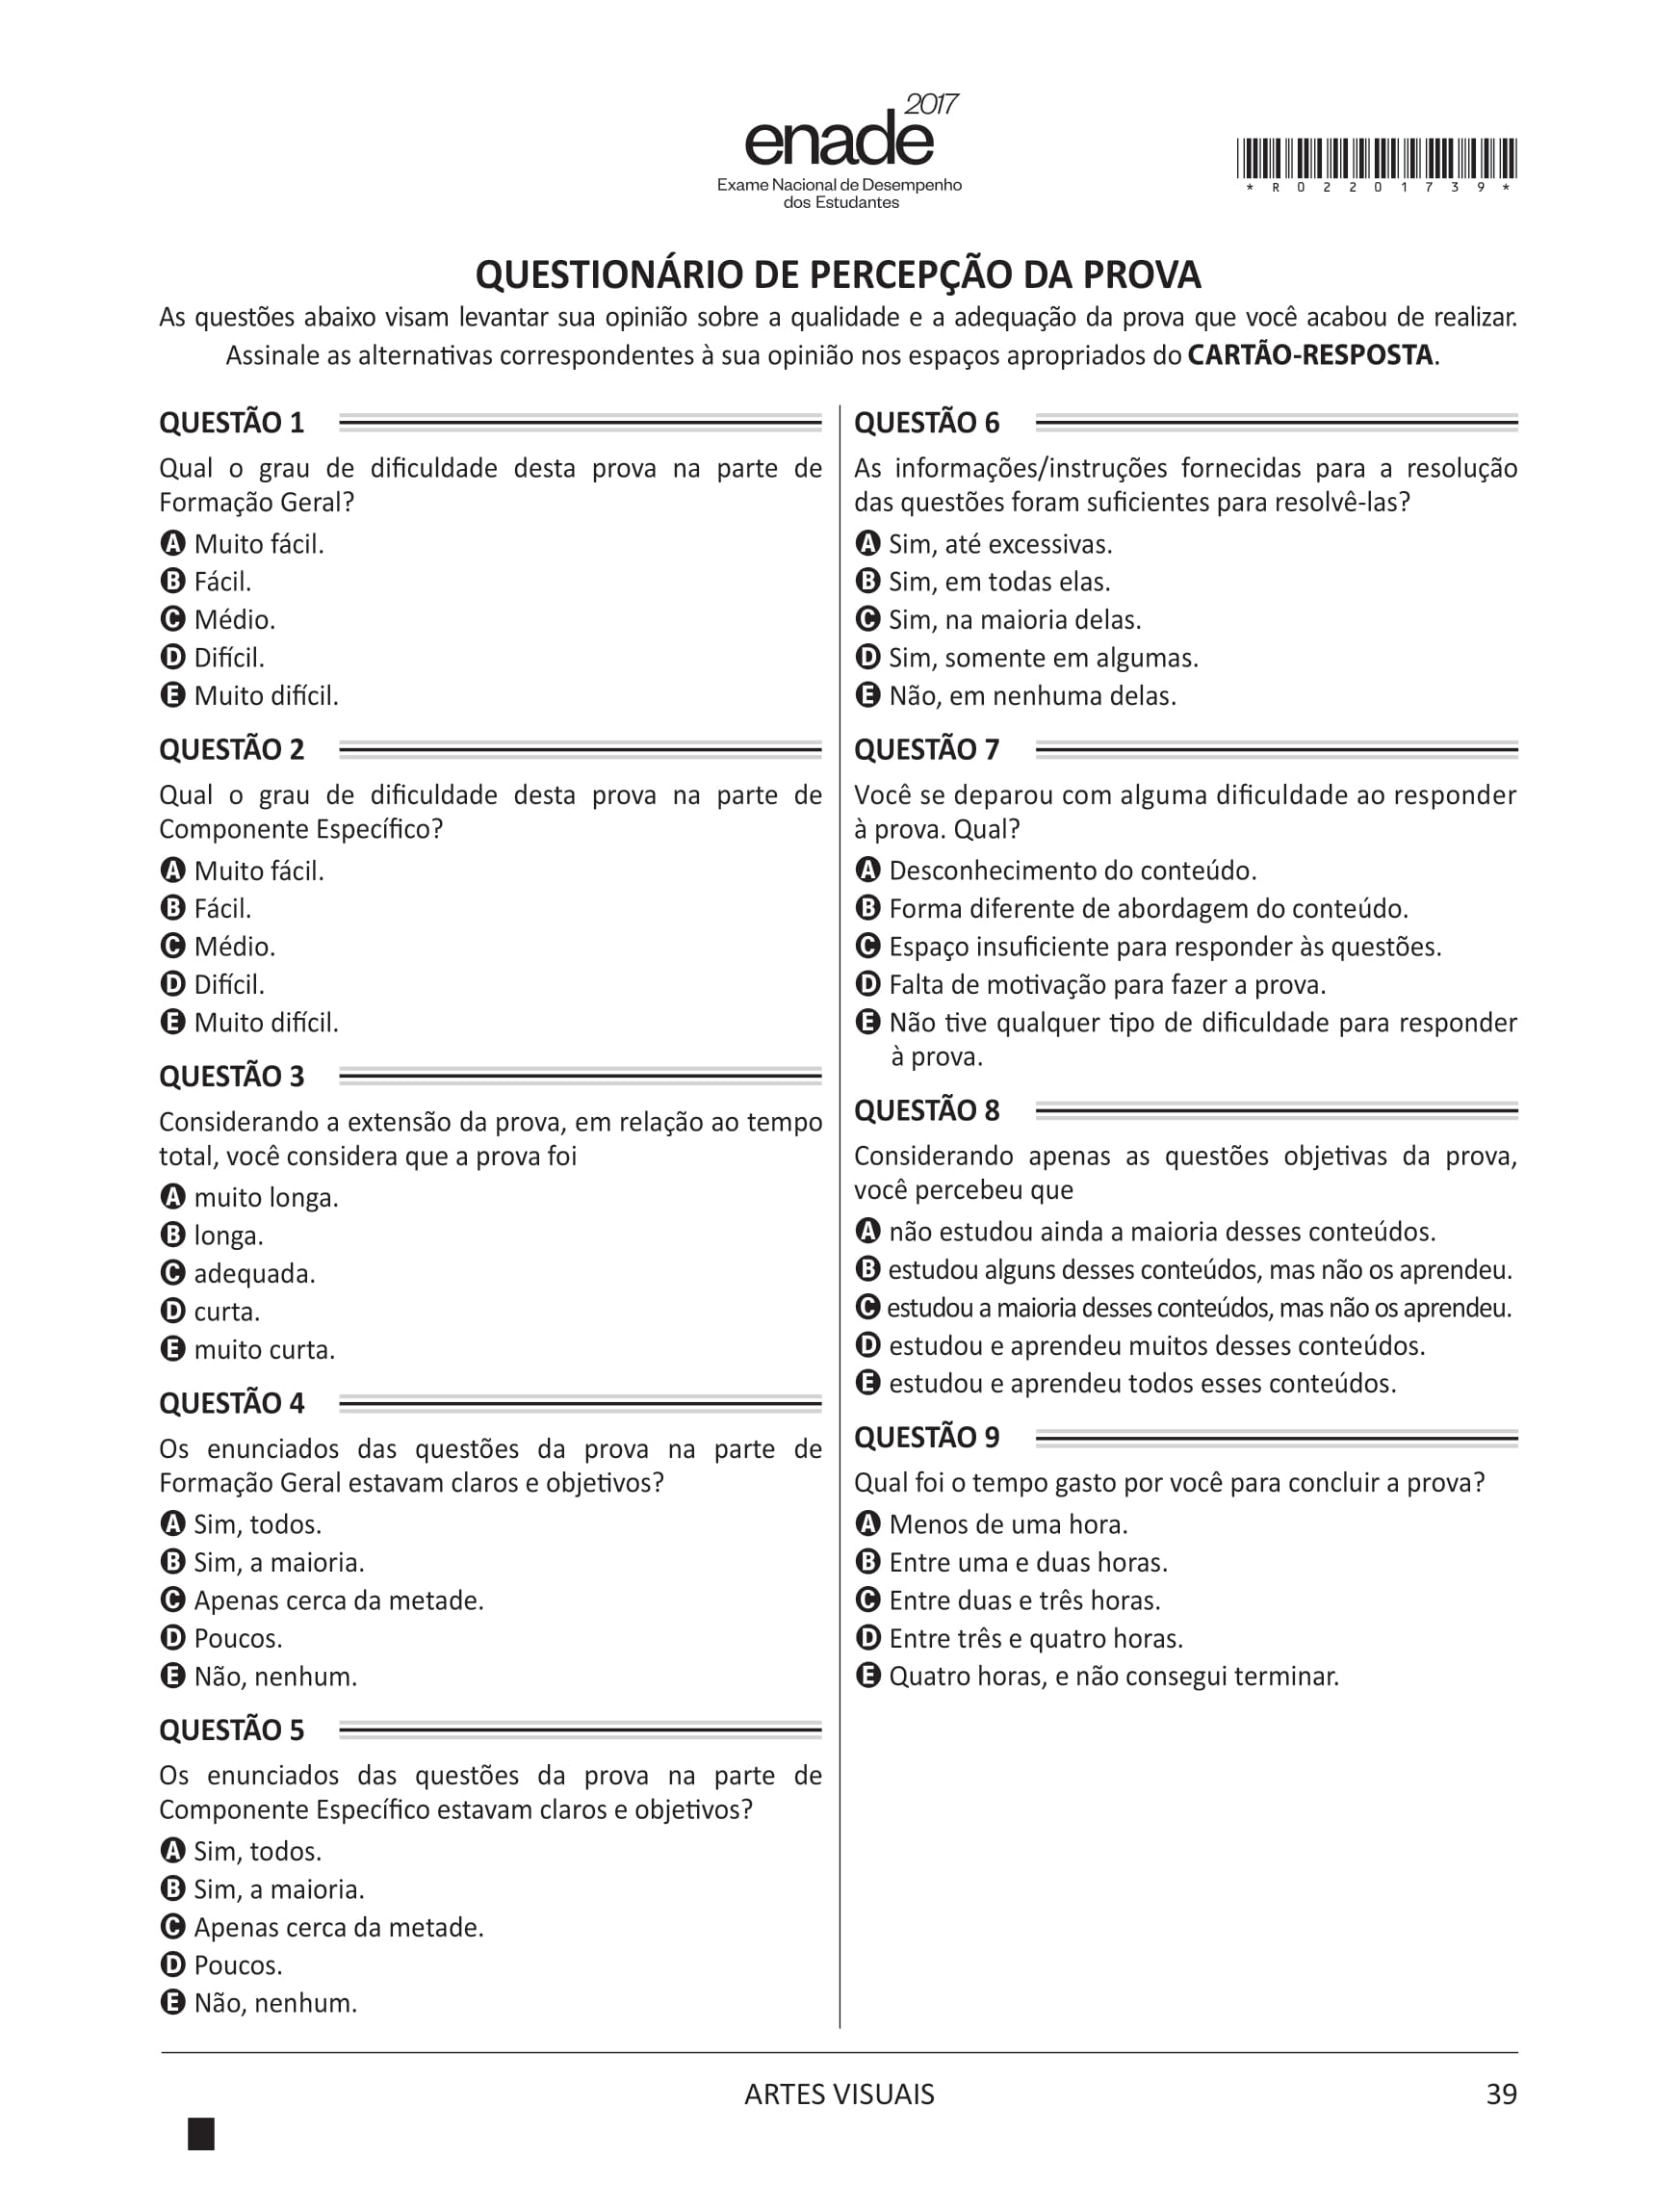 2017
enade
Exame Nacional de Desempenho
dos Estudantes
*R02201739*
QUESTIONÁRIO DE PERCEPÇÃO DA PROVA
As questões abaixo visam levantar sua opinião sobre a qualidade e a adequação da prova que você acabou de realizar.
Assinale as alternativas correspondentes à sua opinião nos espaços apropriados do CARTÃO-RESPOSTA.
QUESTÃO 1
Qual o grau de dificuldade desta prova na parte de
Formação Geral?
A Muito fácil.
B Fácil.
C Médio.
D Difícil.
E Muito difícil.
QUESTÃO 2
Qual o grau de dificuldade desta prova na parte de
Componente Específico?
A Muito fácil.
B Fácil.
C Médio.
D Difícil.
E Muito difícil.
QUESTÃO 3
Considerando a extensão da prova, em relação ao tempo
total, você considera que a prova foi
A muito longa.
B longa.
C adequada.
D curta.
E muito curta.
QUESTÃO 4
Os enunciados das questões da prova na parte de
Formação Geral estavam claros e objetivos?
A Sim, todos.
B Sim, a maioria.
C Apenas cerca da metade.
D Poucos.
E Não, nenhum.
QUESTÃO 5
Os enunciados das questões da prova na parte de
Componente Específico estavam claros e objetivos?
A Sim, todos.
B Sim, a maioria.
C Apenas cerca da metade.
D Poucos.
E Não, nenhum.
QUESTÃO 6
As informações/instruções fornecidas para a resolução
das questões foram suficientes para resolvê-las?
A Sim, até excessivas.
B Sim, em todas elas.
C Sim, na maioria delas.
D Sim, somente em algumas.
E Não, em nenhuma delas.
QUESTÃO 7
Você se deparou com alguma dificuldade ao responder
à prova. Qual?
A Desconhecimento do conteúdo.
B Forma diferente de abordagem do conteúdo.
C Espaço insuficiente para responder às questões.
D Falta de motivação para fazer a prova.
E Não tive qualquer tipo de dificuldade para responder
à prova.
QUESTÃO 8
Considerando apenas as questões objetivas da prova,
você percebeu que
A não estudou ainda a maioria desses conteúdos.
B estudou alguns desses conteúdos, mas não os aprendeu.
C estudou a maioria desses conteúdos, mas não os aprendeu.
D estudou e aprendeu muitos desses conteúdos.
E estudou e aprendeu todos esses conteúdos.
QUESTÃO 9
Qual foi o tempo gasto por você para concluir a prova?
A Menos de uma hora.
B Entre uma e duas horas.
C Entre duas e três horas.
D Entre três e quatro horas.
E Quatro horas, e não consegui terminar.
ARTES VISUAIS
39